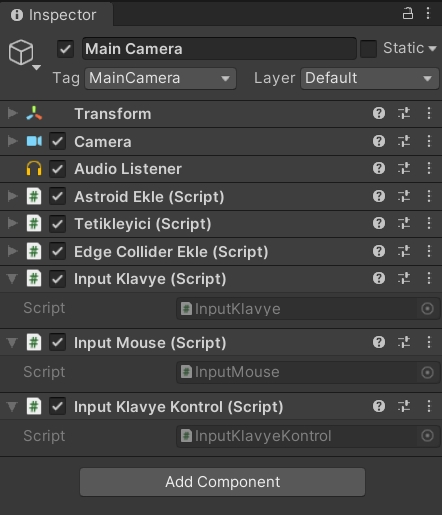 Inspector
Main Camera Static
Tag MainCamera Layer Default
Transform
Camera
Audio Listener
Astroid Ekle (Script)
Tetikleyici (Script)
Edge Collider Ekle (Script)
Input Klavye (Script)
Script InputKlavye
Input Mouse (Script)
Script InputMouse
Input Klavye Kontrol (Script)
Script InputKlavyeKontrol
Add Component